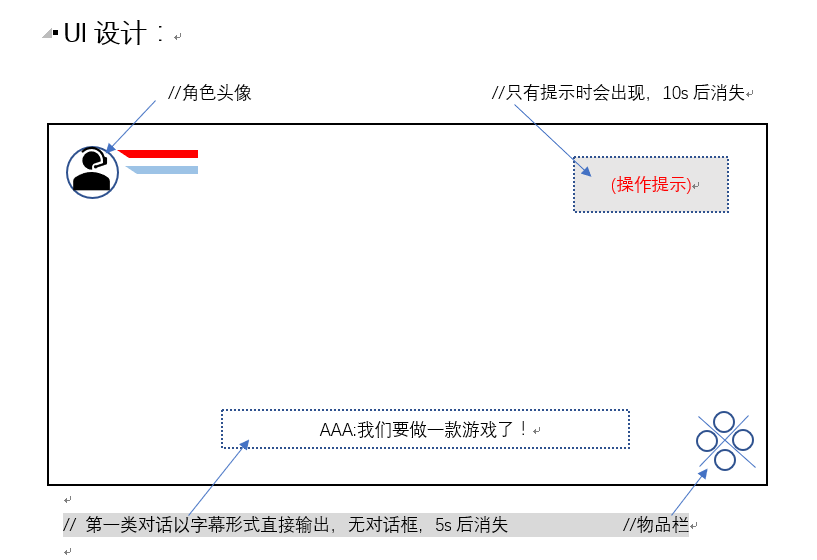 UI 设计：
//角色头像
//只有提示时会出现，10s 后消失
(操作提示)
AAA:我们要做一款游戏了！
// 第一类对话以字幕形式直接输出，无对话框，5s 后消失
//物品栏